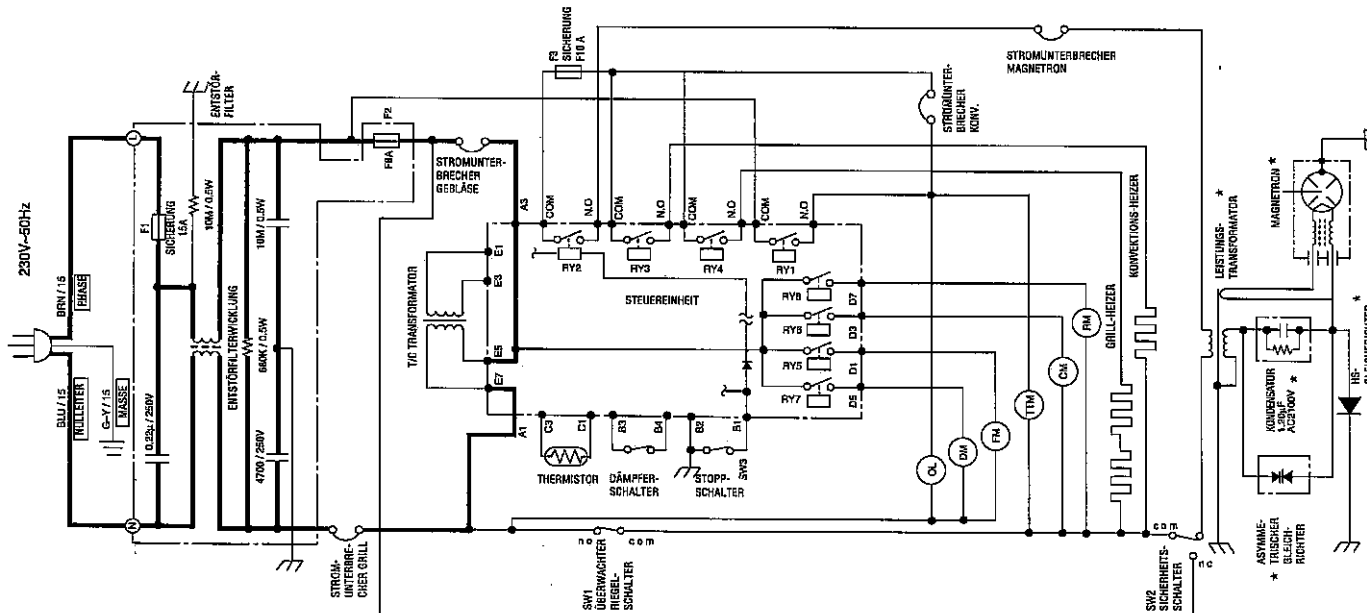 230V~50Hz
BRN / 15
PHASE
BLU / 15
NULLEITER
G-Y / 15
MASSE
L
N
F1
SICHERUNG
15A
0.22µ / 250V
10M / 0.5W
ENTSTÖR-
FILTER
ENTSTÖRFILTERWICKLUNG
680K / 0.5W
10M / 0.5W
4700 / 250V
F2
F8A
STROMUNTER-
BRECHER
GEBLÄSE
STROM-
UNTERBRE-
CHER GRILL
T/C TRANSFORMATOR
A3
E1
E3
E5
E7
A1
F3
SICHERUNG
F10 A
COM
N.O
COM
N.O
COM
N.O
COM
N.O
RY2
RY3
RY4
RY1
STEUEREINHEIT
RY8
RY6
RY5
RY7
D7
D3
D1
D5
C3
C1
B3
B4
B2
B1
SW3
THERMISTOR
DÄMPFER-
SCHALTER
STOPP-
SCHALTER
SW1
ÜBERWACHTER
RIEGEL-
SCHALTER
no
com
STROMUNTER-
BRECHER
KONV.
STROMUNTERBRECHER
MAGNETRON
OL
DM
FM
TTM
CM
RM
GRILL-HEIZER
KONVEKTIONS-HEIZER
SW2
SICHERHEITS-
SCHALTER
com
nc
LEISTUNGS-
TRANSFORMATOR
*
MAGNETRON *
KONDENSATOR
AC2100V *
ASYMME-
* TRISCHER
GLEICH-
RICHTER
HS-
*